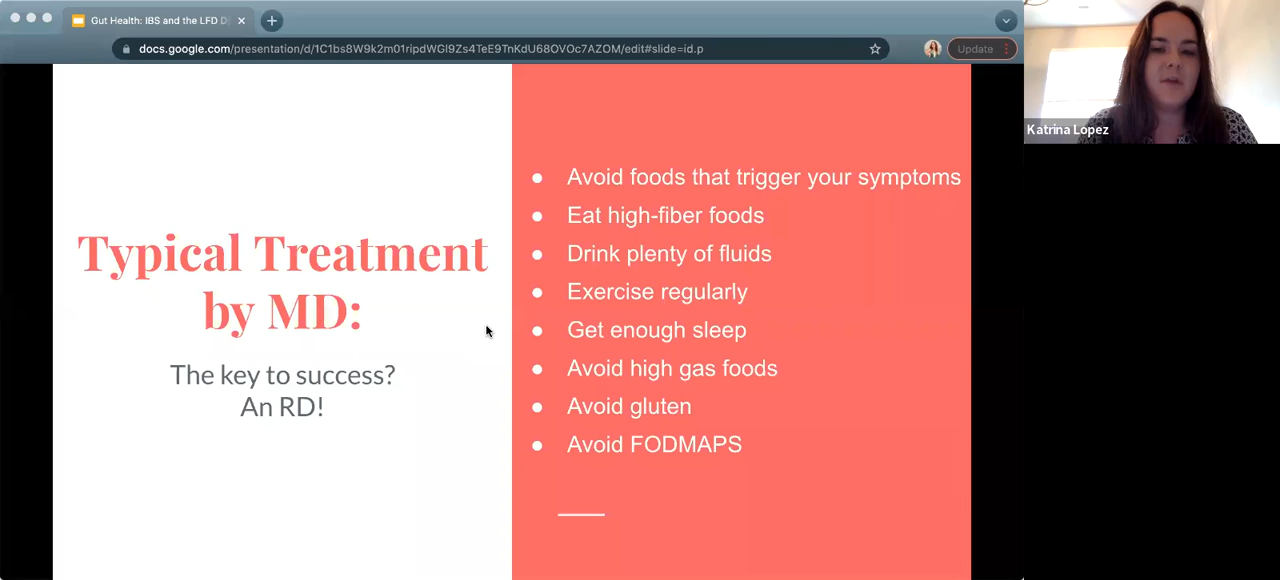 Gut Health: IBS and the LFD
docs.google.com/presentation/d/1C1bs8W9k2m01ripdWGl9Zs4TeE9TnKdU68OVOc7AZOM/edit#slide=id.p
Update
Katrina Lopez
Typical Treatment
by MD:
The key to success?
An RD!
● Avoid foods that trigger your symptoms
● Eat high-fiber foods
● Drink plenty of fluids
● Exercise regularly
● Get enough sleep
● Avoid high gas foods
● Avoid gluten
● Avoid FODMAPS